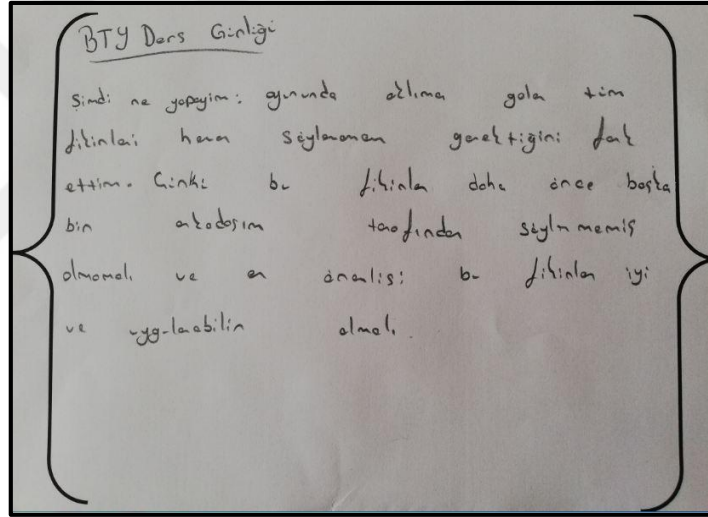 BTY Ders Günlüğü
Şimdi ne yapayım: oyununda aklıma gelen tüm
fikirleri hemen söylememem gerektiğini fark
ettim. Çünkü bu fikirler daha önce başka
bir arkadaşım tarafından söylenmemiş
olmamalı ve en önemlisi bu fikirler iyi
ve uygulanabilir olmalı.